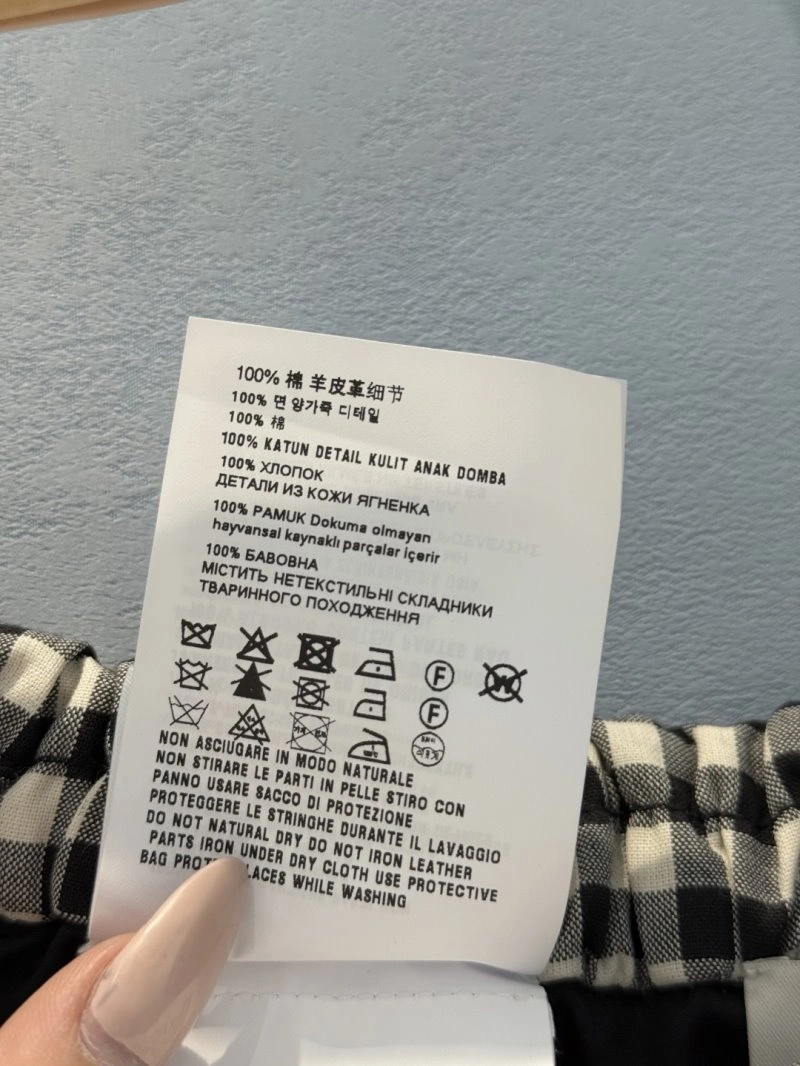 100% 棉 羊皮革细节
100% 면 양가죽 디테일
100% 棉
100% KATUN DETAIL KULIT ANAK DOMBA
100% ХЛОПОК
ДЕТАЛИ ИЗ КОЖИ ЯГНЕНКА
100% PAMUK Dokuma olmayan
hayvansal kaynaklı parçalar içerir
100% БАВОВНА
МІСТИТЬ НЕТЕКСТИЛЬНІ СКЛАДНИКИ
ТВАРИННОГО ПОХОДЖЕННЯ
F W
F
NON ASCIUGARE IN MODO NATURALE
NON STIRARE LE PARTI IN PELLE STIRO CON
PANNO USARE SACCO DI PROTEZIONE
PROTEGGERE LE STRINGHE DURANTE IL LAVAGGIO
DO NOT NATURAL DRY DO NOT IRON LEATHER
PARTS IRON UNDER DRY CLOTH USE PROTECTIVE
BAG WHILE WASHING